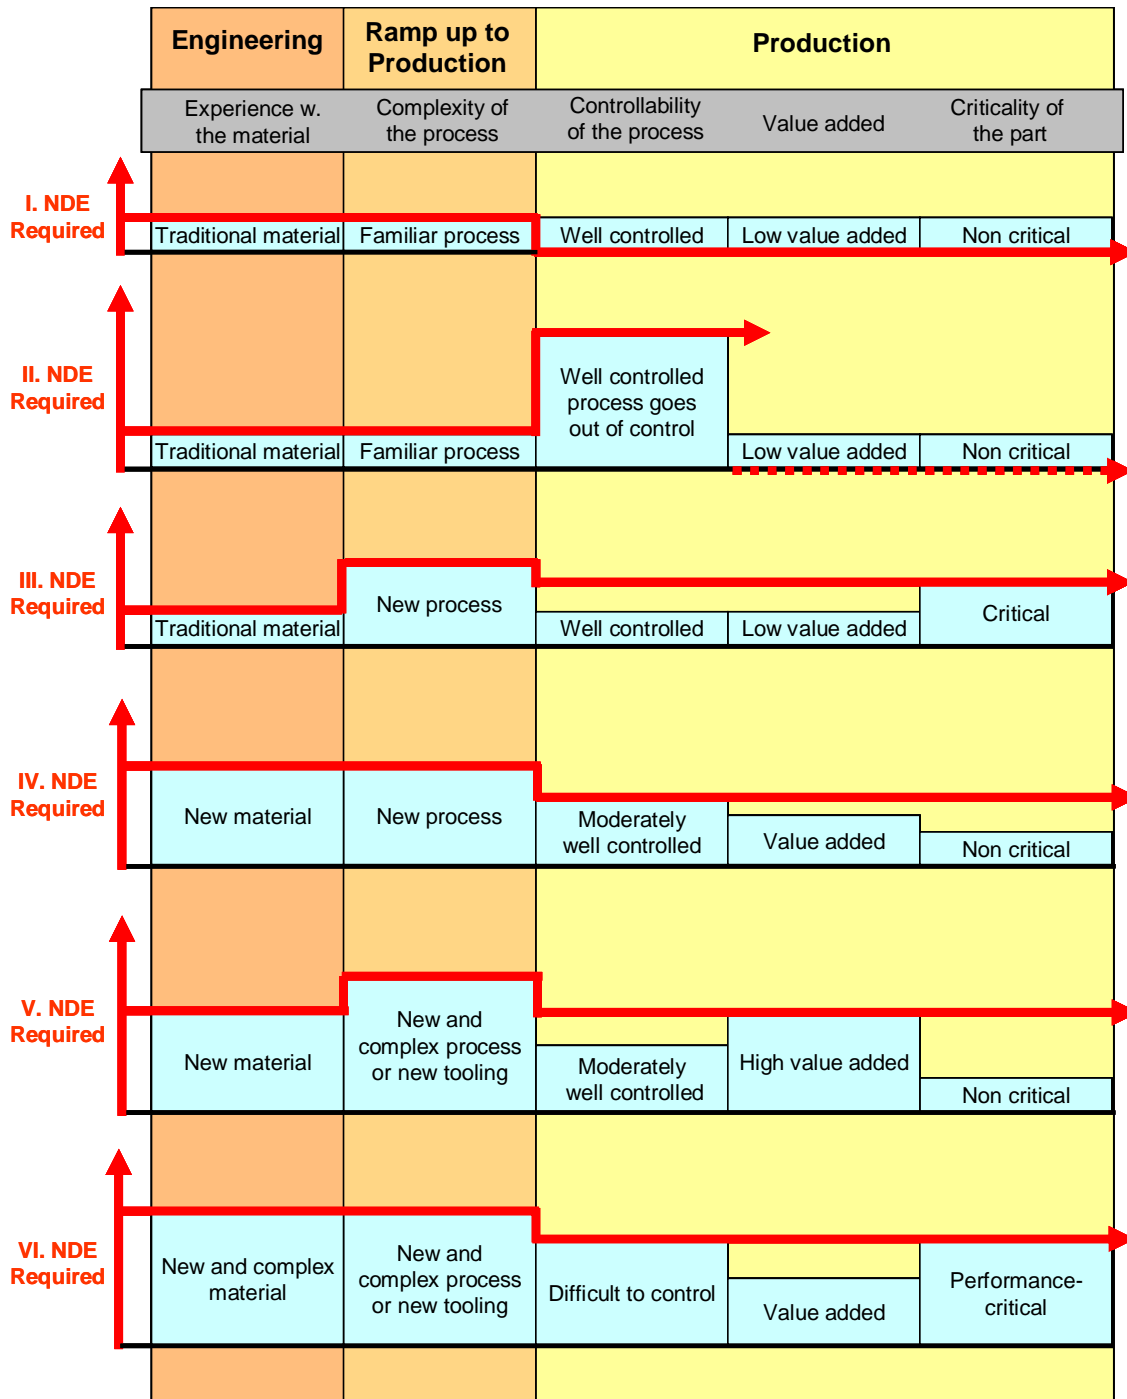 Engineering
Ramp up to
Production
Production
Experience w.
the material
Complexity of
the process
Controllability
of the process
Value added
Criticality of
the part
I. NDE
Required
Traditional material
Familiar process
Well controlled
Low value added
Non critical
II. NDE
Required
Traditional material
Familiar process
Well controlled
process goes
out of control
Low value added
Non critical
III. NDE
Required
Traditional material
New process
Well controlled
Low value added
Critical
IV. NDE
Required
New material
New process
Moderately
well controlled
Value added
Non critical
V. NDE
Required
New material
New and
complex process
or new tooling
Moderately
well controlled
High value added
Non critical
VI. NDE
Required
New and complex
material
New and
complex process
or new tooling
Difficult to control
Value added
Performance-
critical